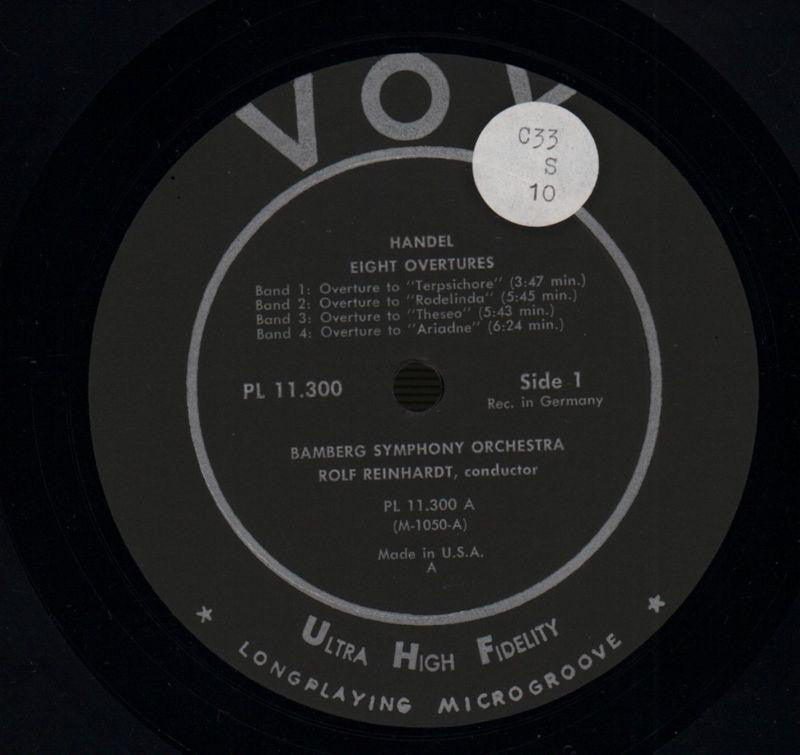 VOX
C33
S
10
HANDEL
EIGHT OVERTURES
Band 1: Overture to "Terpsichore" (3:47 min.)
Band 2: Overture to "Rodelinda" (5:45 min.)
Band 3: Overture to "Theseo" (5:43 min.)
Band 4: Overture to "Ariadne" (6:24 min.)
PL 11.300
Side 1
Rec. in Germany
BAMBERG SYMPHONY ORCHESTRA
ROLF REINHARDT, conductor
PL 11.300 A
(M-1050-A)
Made in U.S.A.
A
ULTRA HIGH FIDELITY
LONGPLAYING MICROGROOVE